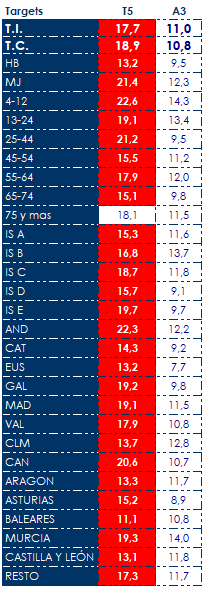 Targets T5 A3
T.I. 17,7 11,0
T.C. 18,9 10,8
HB 13,2 9,5
MJ 21,4 12,3
4-12 22,6 14,3
13-24 19,1 13,4
25-44 21,2 9,5
45-54 15,5 11,2
55-64 17,9 12,0
65-74 15,1 9,8
75 y mas 18,1 11,5
IS A 15,3 11,6
IS B 16,8 13,7
IS C 18,7 11,8
IS D 15,7 9,1
IS E 19,7 9,7
AND 22,3 12,2
CAT 14,3 9,2
EUS 13,2 7,7
GAL 19,2 9,8
MAD 19,1 11,5
VAL 17,9 10,8
CLM 13,7 12,8
CAN 20,6 10,7
ARAGON 13,3 11,7
ASTURIAS 15,2 8,9
BALEARES 11,1 10,8
MURCIA 19,3 14,0
CASTILLA Y LEÓN 13,1 11,8
RESTO 17,3 11,7